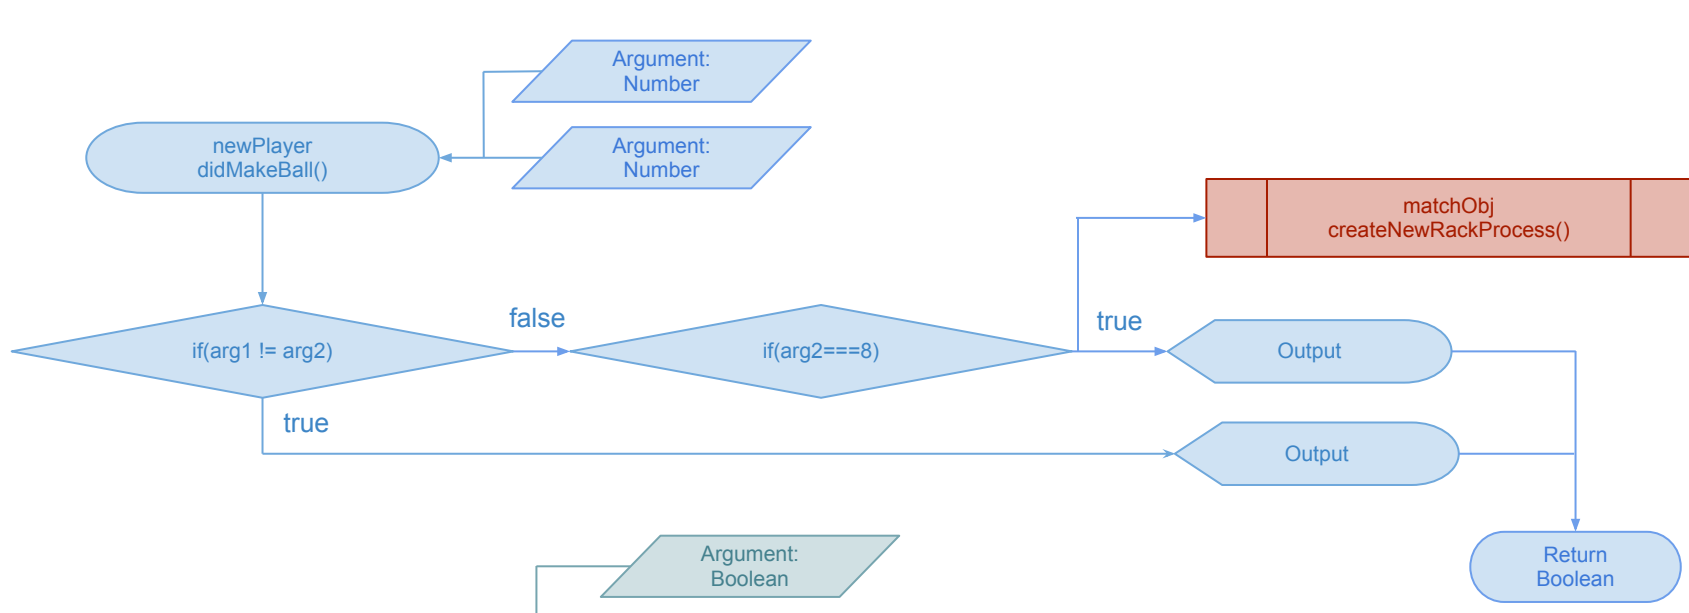 Argument:
Number
newPlayer
didMakeBall()
Argument:
Number
matchObj
createNewRackProcess()
false
true
if(arg1 != arg2)
if(arg2===8)
Output
true
Output
Argument:
Boolean
Return
Boolean